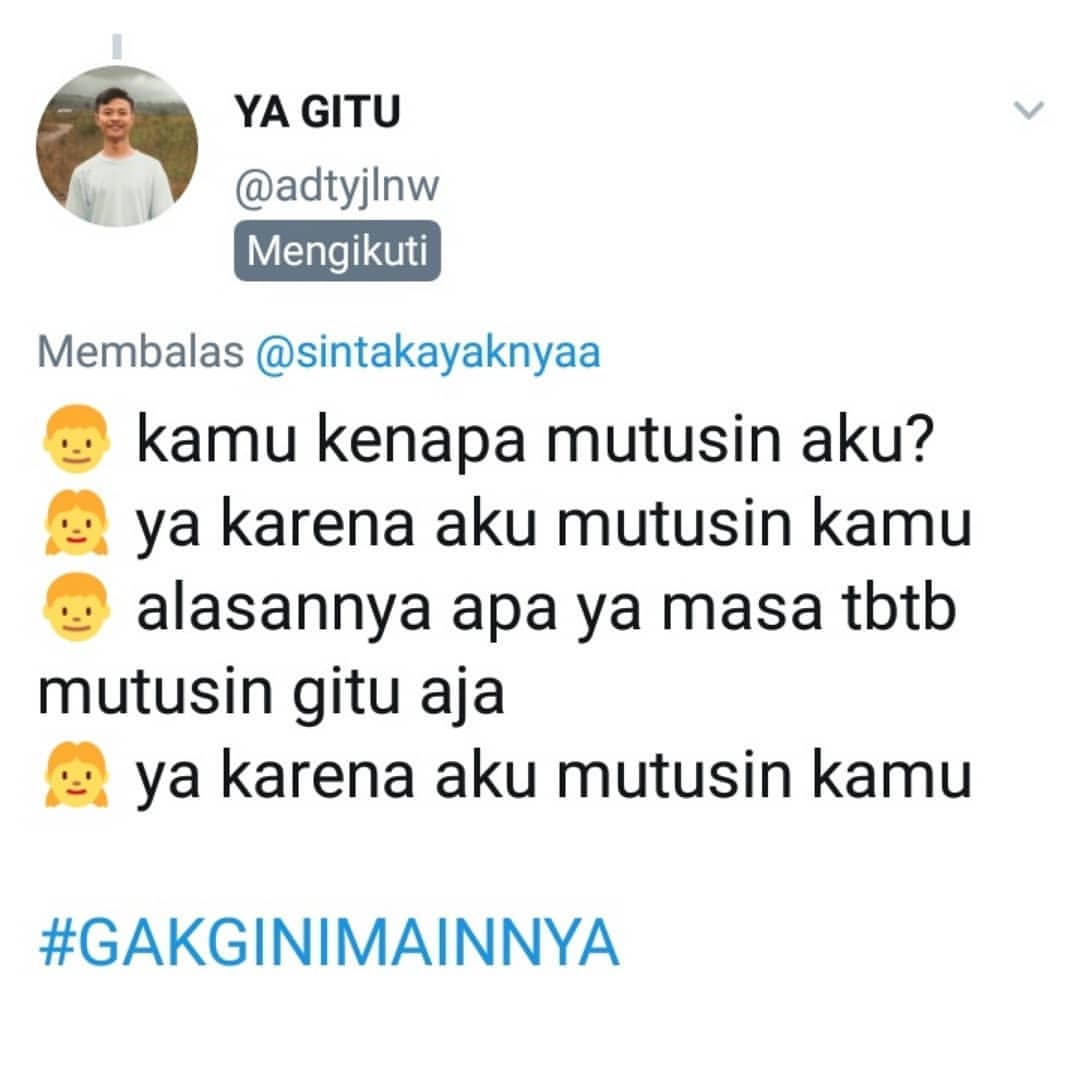 YA GITU
@adtyjlnw
Mengikuti
Membalas @sintakayaknyaa
👦 kamu kenapa mutusin aku?
👧 ya karena aku mutusin kamu
👦 alasannya apa ya masa tbtb
mutusin gitu aja
👧 ya karena aku mutusin kamu
#GAKGINIMAINNYA